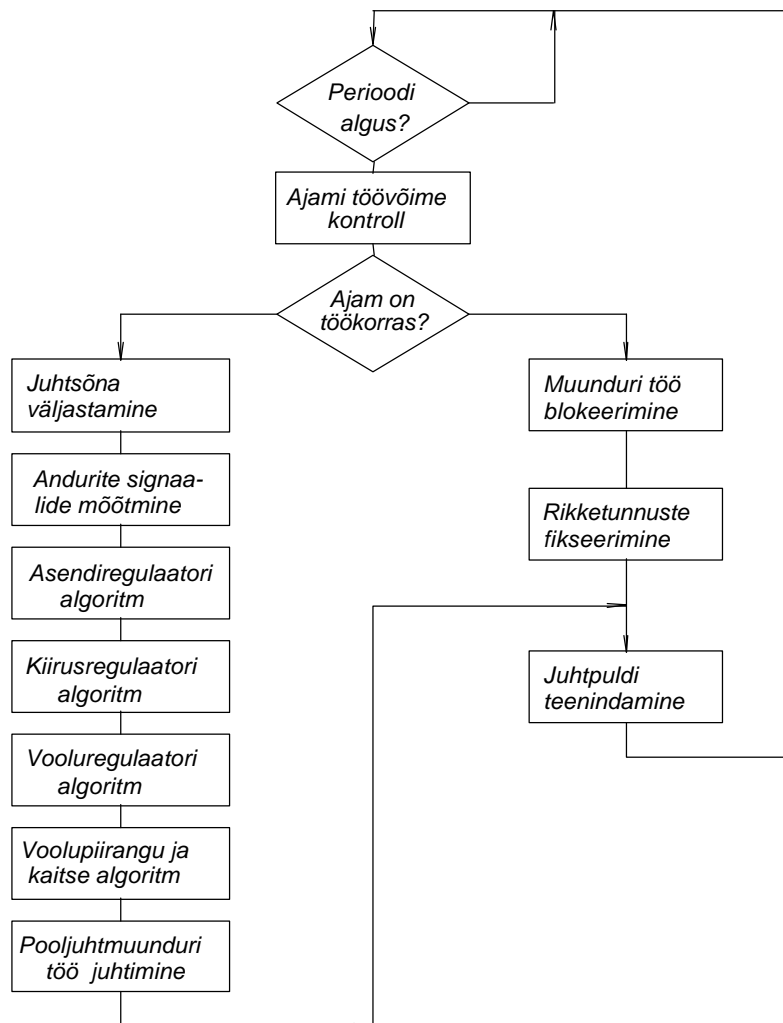 Perioodi
algus?
Ajami töövõime
kontroll
Ajam on
töökorras?
Juhtsõna
väljastamine
Andurite signaa-
lide mõõtmine
Asendiregulaatori
algoritm
Kiirusregulaatori
algoritm
Vooluregulaatori
algoritm
Voolupiirangu ja
kaitse algoritm
Pooljuhtmuunduri
töö juhtimine
Muunduri töö
blokeerimine
Rikketunnuste
fikseerimine
Juhtpuldi
teenindamine